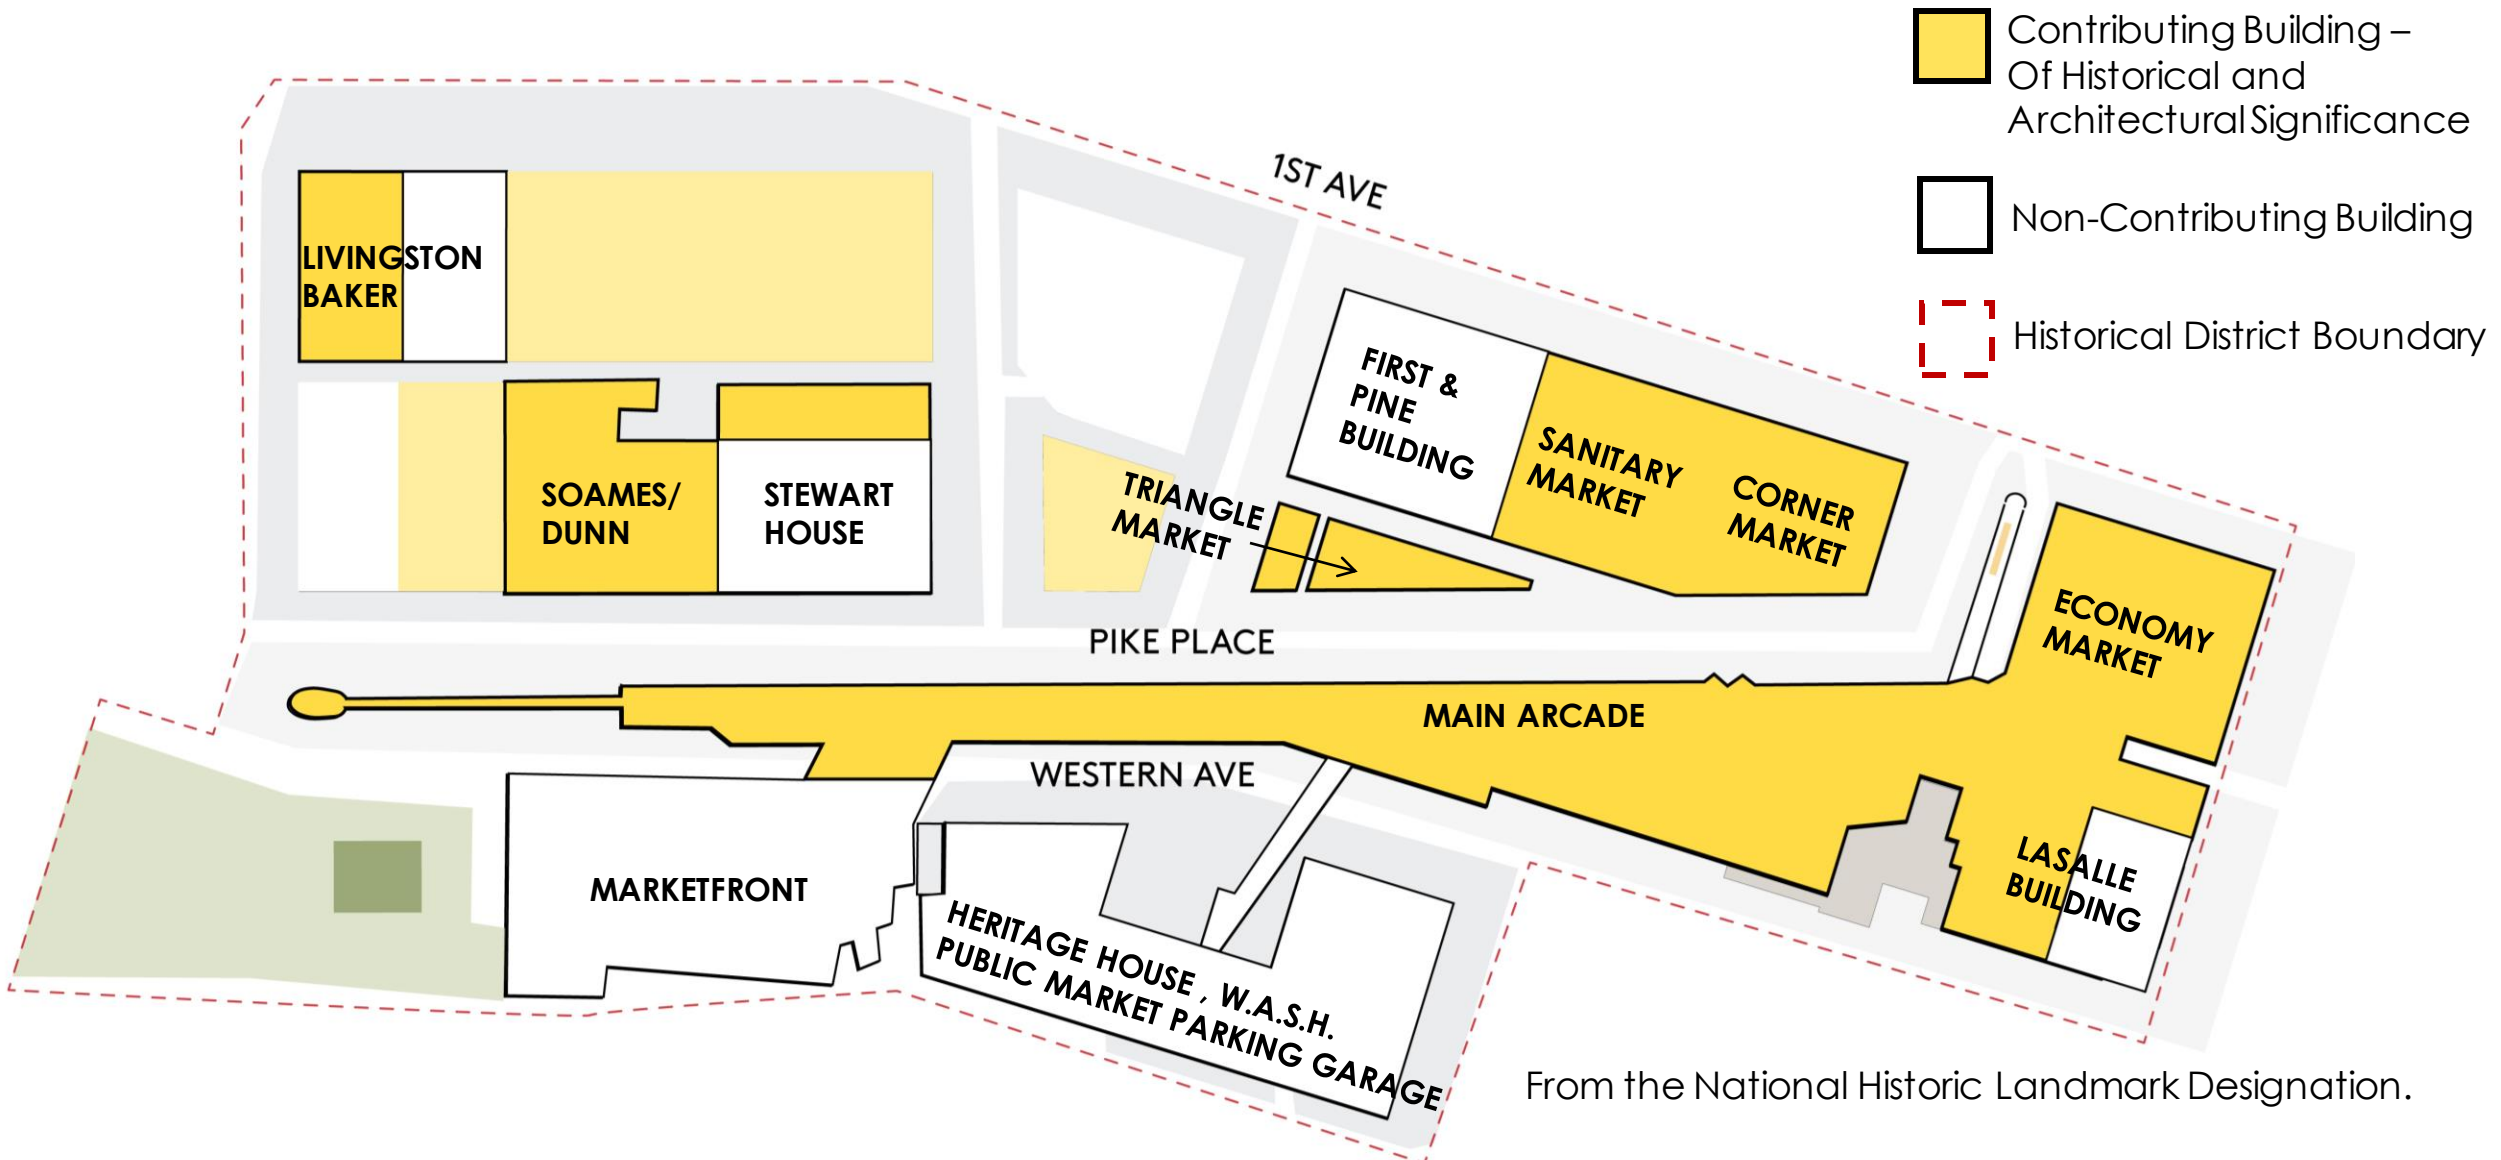 Contributing Building –
Of Historical and
Architectural Significance
Non-Contributing Building
Historical District Boundary
1ST AVE
LIVINGSTON
BAKER
SOAMES/
DUNN
STEWART
HOUSE
TRIANGLE
MARKET
FIRST &
PINE
BUILDING
SANITARY
MARKET
CORNER
MARKET
ECONOMY
MARKET
PIKE PLACE
MAIN ARCADE
WESTERN AVE
MARKETFRONT
LASALLE
BUILDING
HERITAGE HOUSE , W.A.S.H.
PUBLIC MARKET PARKING GARAGE
From the National Historic Landmark Designation.